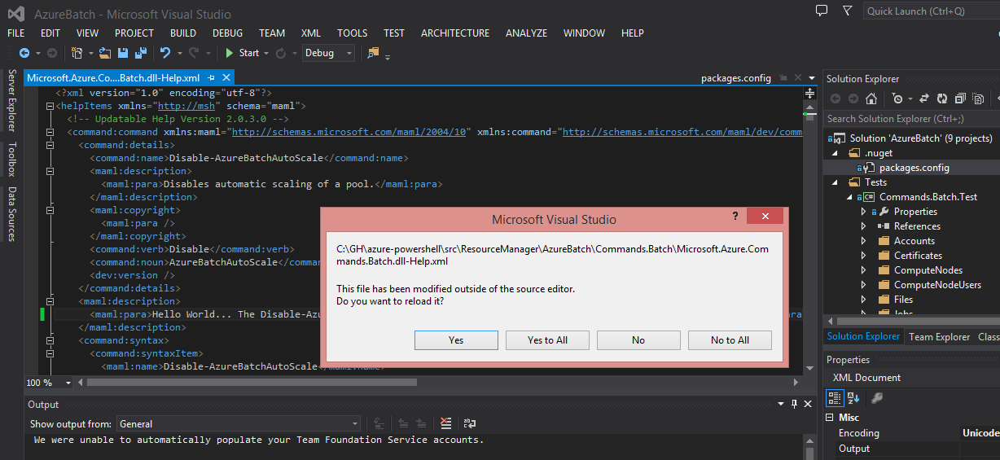 AzureBatch - Microsoft Visual Studio
Quick Launch (Ctrl+Q)
FILE EDIT VIEW PROJECT BUILD DEBUG TEAM XML TOOLS TEST ARCHITECTURE ANALYZE WINDOW HELP
Start Debug
Server Explorer
Toolbox
Data Sources
Microsoft.Azure.Co....Batch.dll-Help.xml
packages.config
<?xml version="1.0" encoding="utf-8"?>
<helpItems xmlns="http://msh" schema="maml">
<!-- Updatable Help Version 2.0.3.0 -->
<command:command xmlns:maml="http://schemas.microsoft.com/maml/2004/10" xmlns:command="http://schemas.microsoft.com/maml/dev/comm
<command:details>
<command:name>Disable-AzureBatchAutoScale</command:name>
<maml:description>
<maml:para>Disables automatic scaling of a pool.</maml:para>
</maml:description>
<maml:copyright>
<maml:para />
</maml:copyright>
<command:verb>Disable</command:verb>
<command:noun>AzureBatchAutoScale</comma
<dev:version />
</command:details>
<maml:description>
<maml:para>Hello World... The Disable-Az
para
</maml:description>
<command:syntax>
<command:syntaxItem>
<maml:name>Disable-AzureBatchAutoScale</maml:name>
100 %
Microsoft Visual Studio
?
C:\GH\azure-powershell\src\ResourceManager\AzureBatch\Commands.Batch\Microsoft.Azure.Com
mands.Batch.dll-Help.xml
This file has been modified outside of the source editor.
Do you want to reload it?
Yes Yes to All No No to All
Output
Show output from: General
We were unable to automatically populate your Team Foundation Service accounts.
Solution Explorer
Search Solution Explorer (Ctrl+;)
Solution 'AzureBatch' (9 projects)
.nuget
packages.config
Tests
C# Commands.Batch.Test
Properties
References
Accounts
Certificates
ComputeNodes
ComputeNodeUsers
Files
Jobs
Solution Explorer Team Explorer Class
Properties
XML Document
Misc
Encoding Unicode
Output